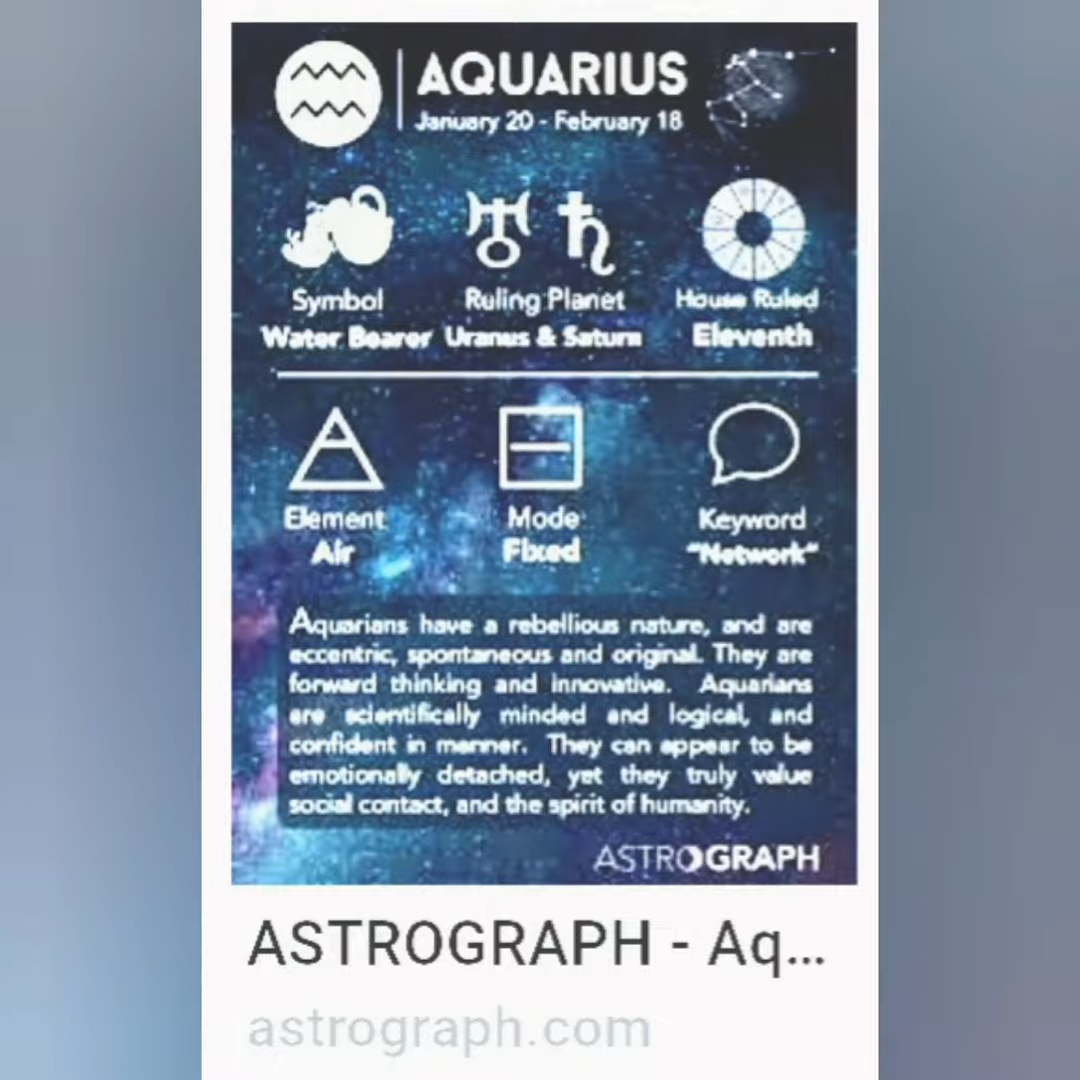 AQUARIUS
January 20 - February 18
Symbol
Water Bearer
Ruling Planet
Uranus & Saturn
House Ruled
Eleventh
Element
Air
Mode
Fixed
Keyword
"Network"
Aquarians have a rebellious nature, and are
eccentric, spontaneous and original. They are
forward thinking and innovative. Aquarians
are scientifically minded and logical, and
confident in manner. They can appear to be
emotionally detached, yet they truly value
social contact, and the spirit of humanity.
ASTROGRAPH
ASTROGRAPH - Aq...
astrograph.com